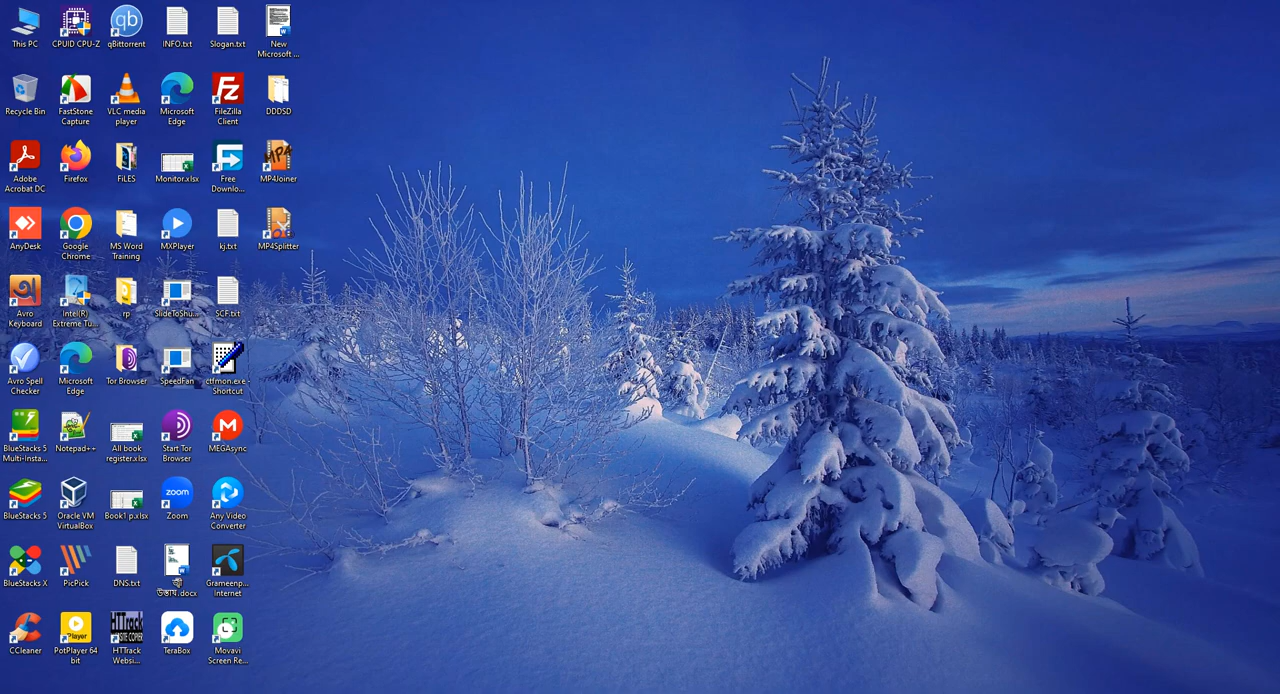 This PC
CPUID CPU-Z
qBittorrent
INFO.txt
Slogan.txt
New
Microsoft ...
Recycle Bin
FastStone
Capture
VLC media
player
Microsoft
Edge
FileZilla
Client
DDDSD
Adobe
Acrobat DC
Firefox
FiLES
Monitor.xlsx
Free
Downlo...
MP4Joiner
AnyDesk
Google
Chrome
MS Word
Training
MXPlayer
kj.txt
MP4Splitter
Avro
Keyboard
Intel(R)
Extreme Tu...
rp
SlideToShu...
SCF.txt
Avro Spell
Checker
Microsoft
Edge
Tor Browser
SpeedFan
ctfmon.exe -
Shortcut
BlueStacks 5
Multi-Insta...
Notepad++
All book
register.xlsx
Start Tor
Browser
MEGAsync
BlueStacks 5
Oracle VM
VirtualBox
Book1 p.xlsx
Zoom
Any Video
Converter
BlueStacks X
PicPick
DNS.txt
.docx
Grameenp...
Internet
CCleaner
PotPlayer 64
bit
HTTrack
Websi...
TeraBox
Movavi
Screen Re...